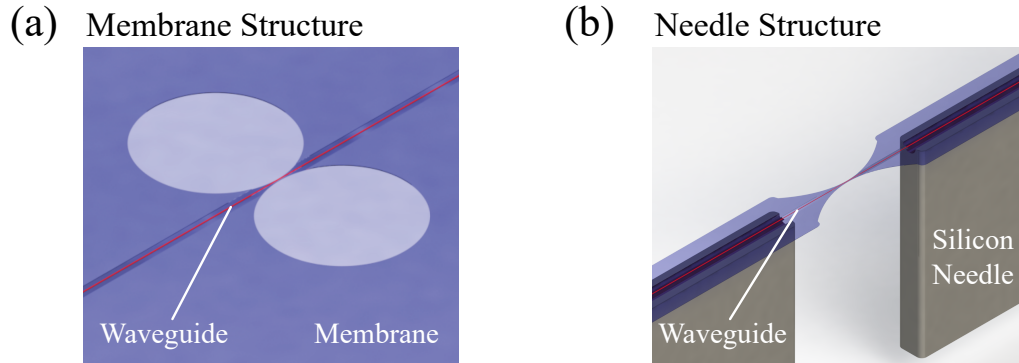 (a) Membrane Structure
Waveguide
Membrane
(b) Needle Structure
Silicon
Needle
Waveguide